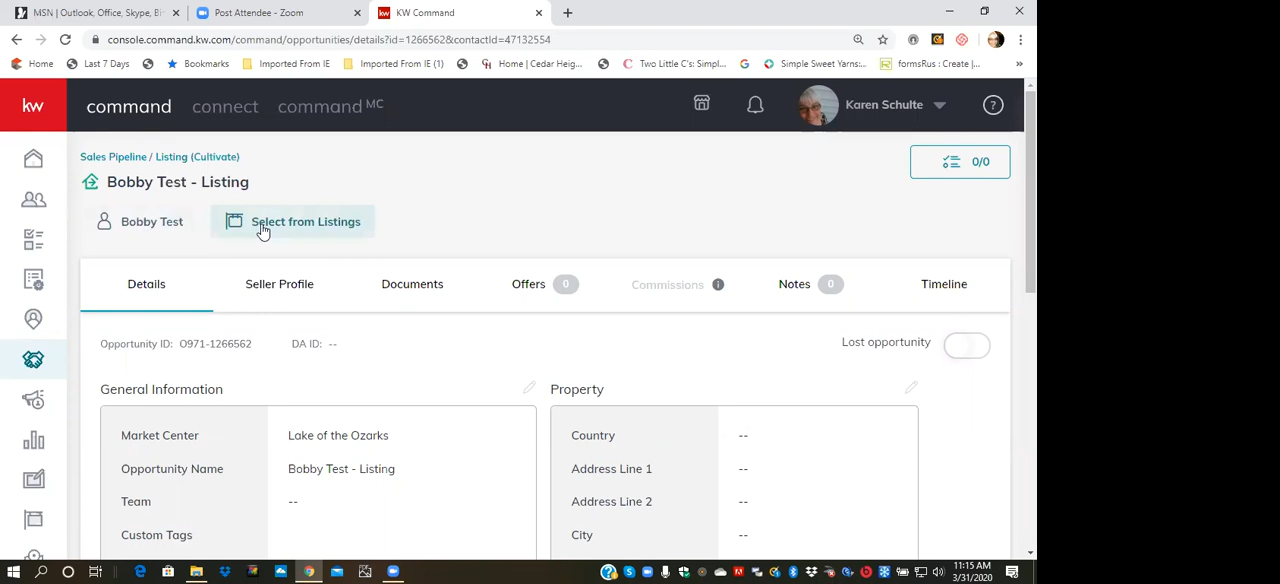 MSN | Outlook, Office, Skype, Bi
Post Attendee - Zoom
KW Command
console.command.kw.com/command/opportunities/details?id=1266562&contactId=47132554
Home
Last 7 Days
Bookmarks
Imported From IE
Imported From IE (1)
Home | Cedar Heig...
Two Little C's: Simpl...
Simple Sweet Yarns:...
formsRus : Create |...
kw
command
connect
command MC
Karen Schulte
Sales Pipeline / Listing (Cultivate)
0/0
Bobby Test - Listing
Bobby Test
Select from Listings
Details
Seller Profile
Documents
Offers 0
Commissions
Notes 0
Timeline
Opportunity ID: O971-1266562
DA ID: --
Lost opportunity
General Information
Property
Market Center
Lake of the Ozarks
Country
--
Opportunity Name
Bobby Test - Listing
Address Line 1
--
Team
--
Address Line 2
--
Custom Tags
City
--
11:15 AM
3/31/2020